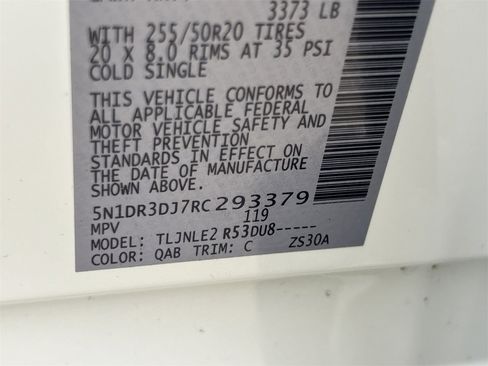 3373 LB
WITH 255/50R20 TIRES
20 X 8.0 RIMS AT 35 PSI
COLD SINGLE
THIS VEHICLE CONFORMS TO
ALL APPLICABLE FEDERAL
MOTOR VEHICLE SAFETY AND
THEFT PREVENTION
STANDARDS IN EFFECT ON
THE DATE OF MANUFACTURE
SHOWN ABOVE.
5N1DR3DJ7RC293379
MPV 119
MODEL: TLJNLE2 R53DU8-----
COLOR: QAB TRIM: C ZS30A